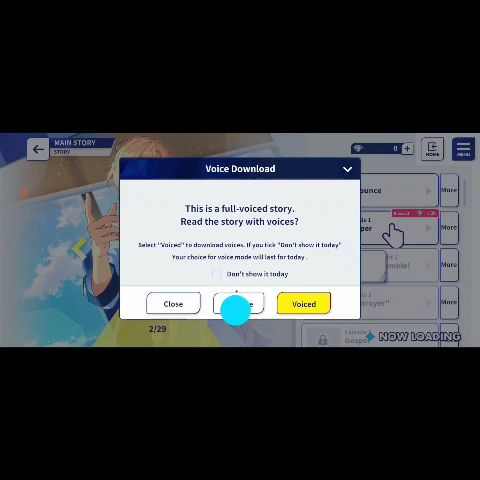 MAIN STORY
STORY
0
HOME
MENU
Voice Download
This is a full-voiced story.
Read the story with voices?
Select "Voiced" to download voices. If you tick "Don't show it today"
Your choice for voice mode will last for today.
Don't show it today
Close
Voiced
2/29
ounce
More
Reward
More
More
More
More
NOW LOADING